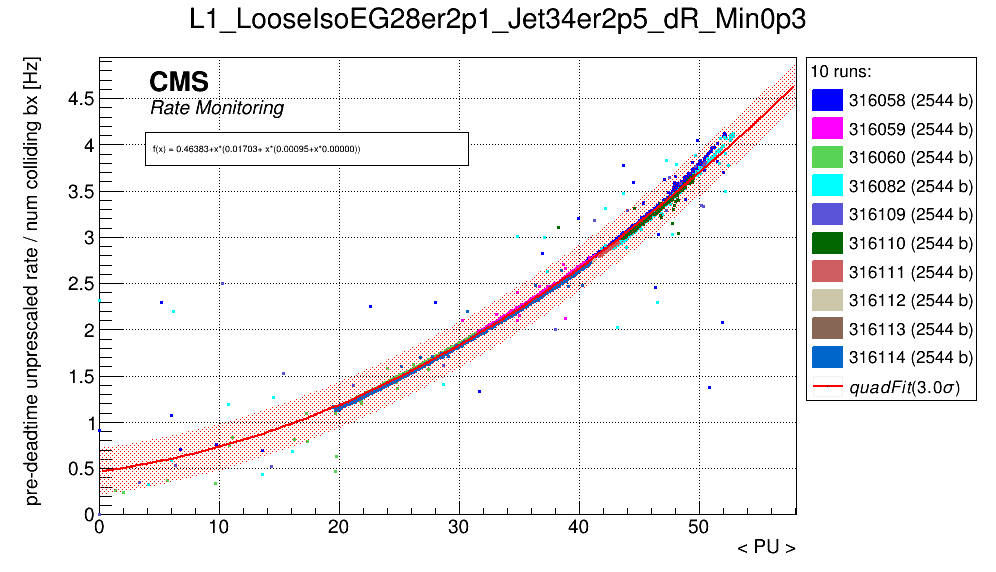 L1_LooseIsoEG28er2p1_Jet34er2p5_dR_Min0p3
pre-deadtime unprescaled rate / num colliding bx [Hz]
CMS
Rate Monitoring
f(x) = 0.46383+x*(0.01703+ x*(0.00095+x*0.00000))
4.5
4
3.5
3
2.5
2
1.5
1
0.5
0
0 10 20 30 40 50
< PU >
10 runs:
316058 (2544 b)
316059 (2544 b)
316060 (2544 b)
316082 (2544 b)
316109 (2544 b)
316110 (2544 b)
316111 (2544 b)
316112 (2544 b)
316113 (2544 b)
316114 (2544 b)
quadFit(3.0σ)